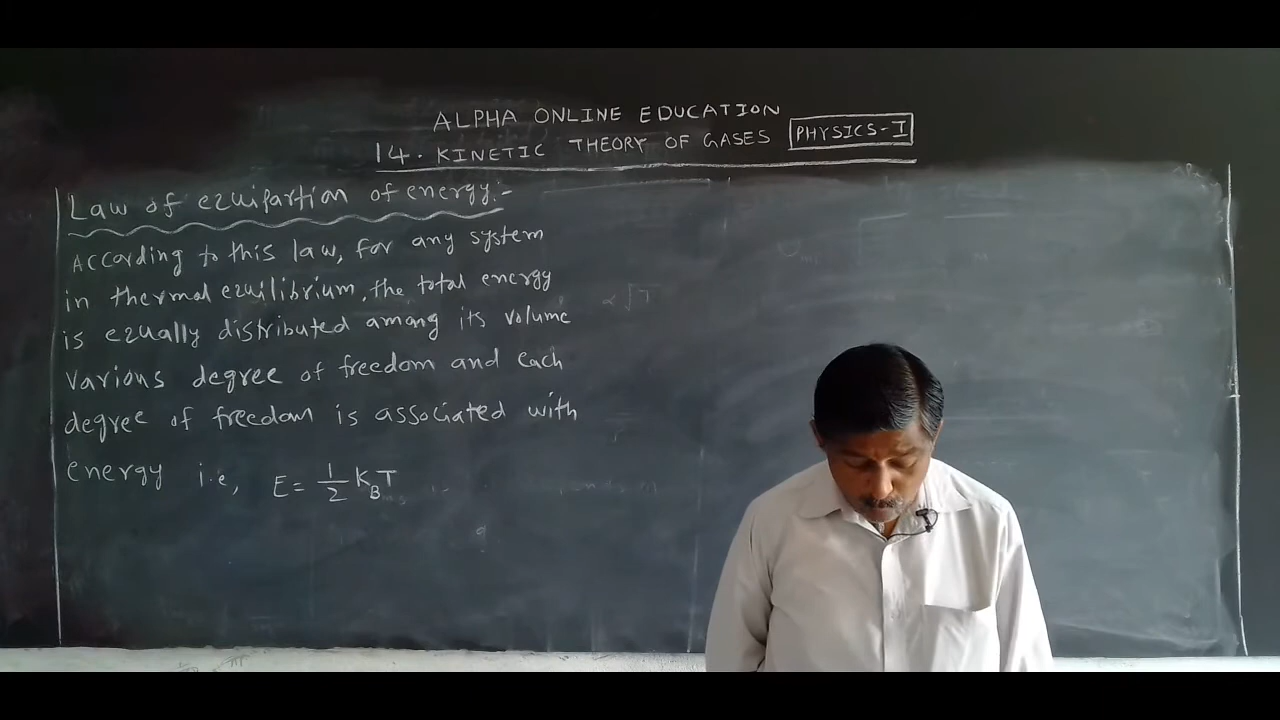 ALPHA ONLINE EDUCATION
14. KINETIC THEORY OF GASES PHYSICS-I
Law of equipartion of energy:-
According to this law, for any system
in thermal equilibrium, the total energy
is equally distributed among its volume
various degree of freedom and each
degree of freedom is associated with
energy i.e, E= 1/2 KBT
α √T